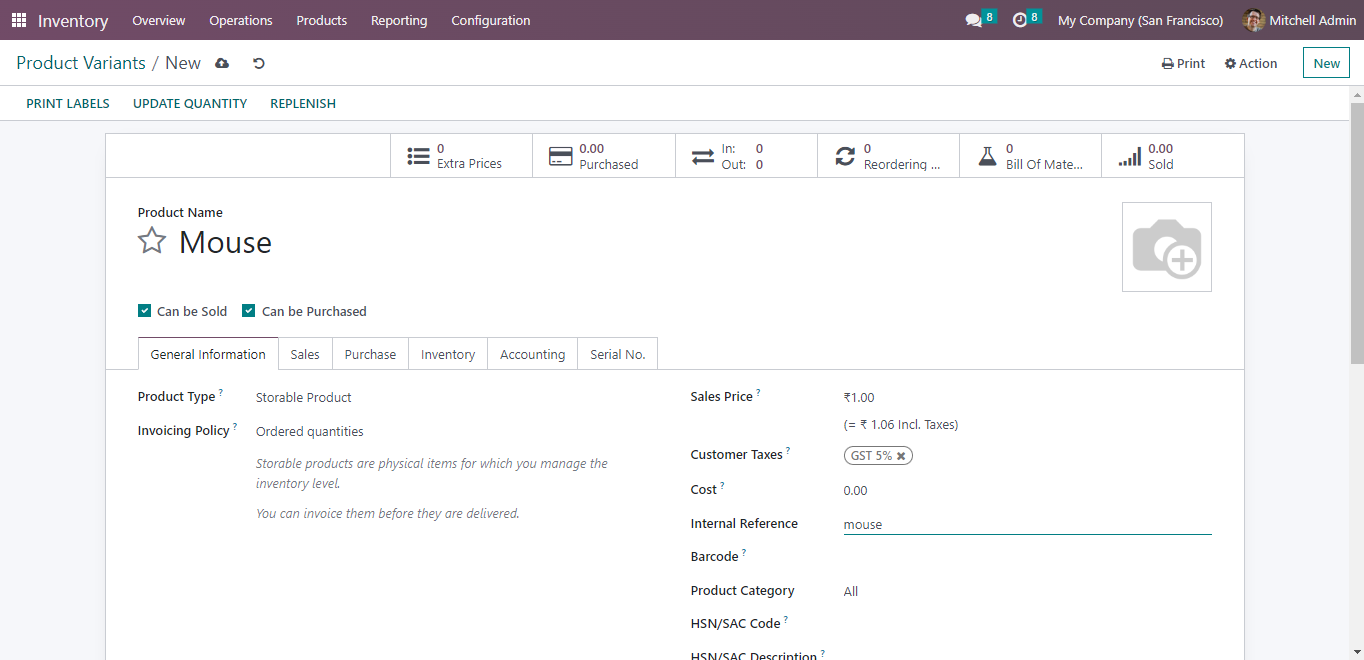 Inventory Overview Operations Products Reporting Configuration 8 8 My Company (San Francisco) Mitchell Admin
Product Variants / New Print Action New
PRINT LABELS UPDATE QUANTITY REPLENISH
0 Extra Prices
0.00 Purchased
In: 0
Out: 0
0 Reordering ...
0 Bill Of Mate...
0.00 Sold
Product Name
Mouse
Can be Sold Can be Purchased
General Information Sales Purchase Inventory Accounting Serial No.
Product Type ? Storable Product
Invoicing Policy ? Ordered quantities
Storable products are physical items for which you manage the
inventory level.
You can invoice them before they are delivered.
Sales Price ? ₹1.00
(= ₹ 1.06 Incl. Taxes)
Customer Taxes ? GST 5% ✖
Cost ? 0.00
Internal Reference mouse
Barcode ?
Product Category All
HSN/SAC Code ?
HSN/SAC Description ?